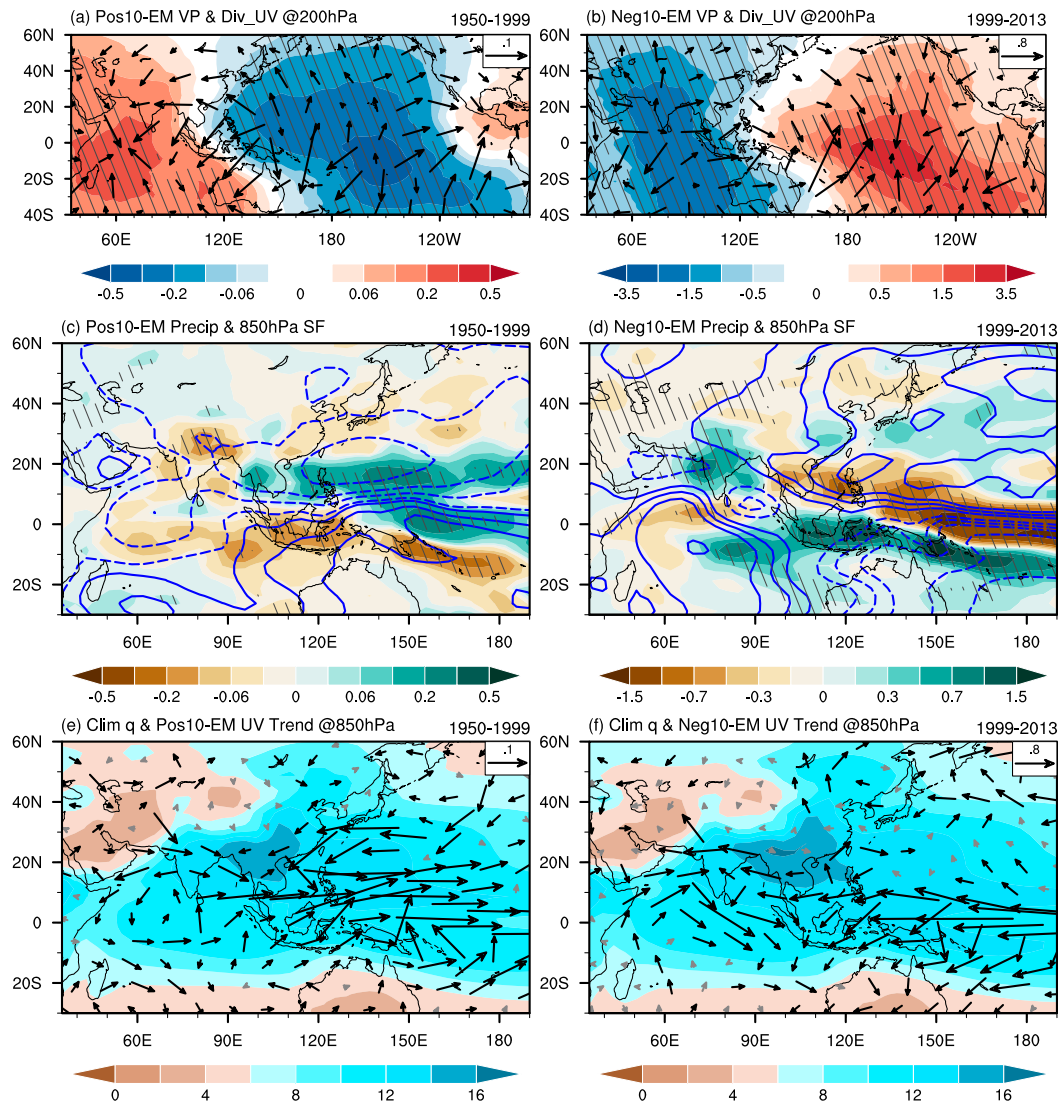 (a) Pos10-EM VP & Div_UV @200hPa 1950-1999
(b) Neg10-EM VP & Div_UV @200hPa 1999-2013
60N .1 60N .8
40N 40N
20N 20N
0 0
20S 20S
40S 40S
60E 120E 180 120W 60E 120E 180 120W
-0.5 -0.2 -0.06 0 0.06 0.2 0.5 -3.5 -1.5 -0.5 0 0.5 1.5 3.5
(c) Pos10-EM Precip & 850hPa SF 1950-1999
(d) Neg10-EM Precip & 850hPa SF 1999-2013
60N 60N
40N 40N
20N 20N
0 0
20S 20S
60E 90E 120E 150E 180 60E 90E 120E 150E 180
-0.5 -0.2 -0.06 0 0.06 0.2 0.5 -1.5 -0.7 -0.3 0 0.3 0.7 1.5
(e) Clim q & Pos10-EM UV Trend @850hPa 1950-1999
(f) Clim q & Neg10-EM UV Trend @850hPa 1999-2013
60N .1 60N .8
40N 40N
20N 20N
0 0
20S 20S
60E 90E 120E 150E 180 60E 90E 120E 150E 180
0 4 8 12 16 0 4 8 12 16